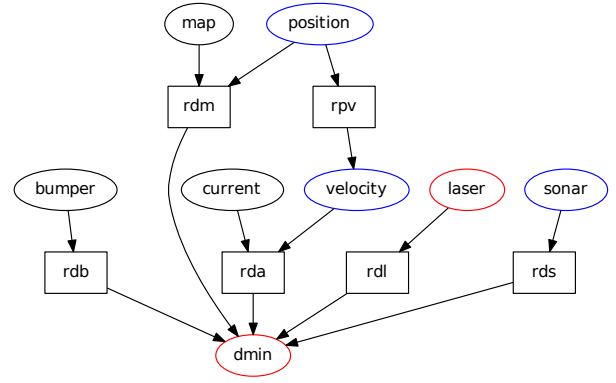 map
position
rdm
rpv
bumper
current
velocity
laser
sonar
rdb
rda
rdl
rds
dmin